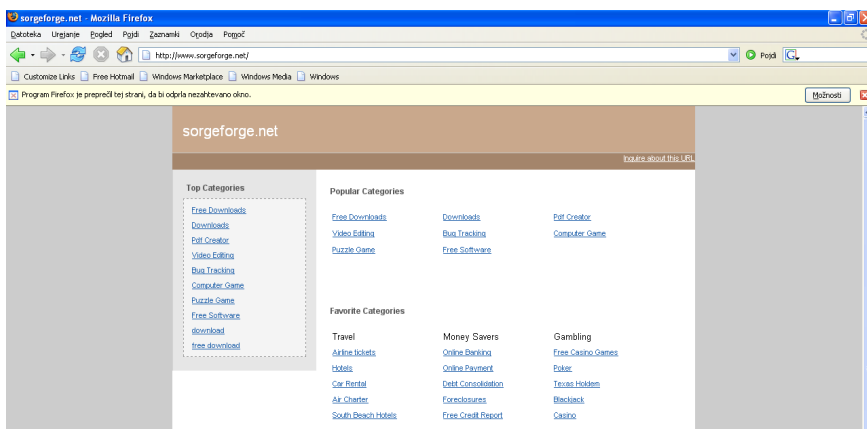 sorgeforge.net - Mozilla Firefox
Datoteka Urejanje Pogled Pojdi Zaznamki Orodja Pomoč
http://www.sorgeforge.net/ Pojdi
Customize Links Free Hotmail Windows Marketplace Windows Media Windows
Program Firefox je preprečil tej strani, da bi odprla nezahtevano okno. Možnosti
sorgeforge.net
Inquire about this URL
Top Categories
Free Downloads
Downloads
Pdf Creator
Video Editing
Bug Tracking
Computer Game
Puzzle Game
Free Software
download
free download
Popular Categories
Free Downloads Downloads Pdf Creator
Video Editing Bug Tracking Computer Game
Puzzle Game Free Software
Favorite Categories
Travel Money Savers Gambling
Airline tickets Online Banking Free Casino Games
Hotels Online Payment Poker
Car Rental Debt Consolidation Texas Holdem
Air Charter Foreclosures Blackjack
South Beach Hotels Free Credit Report Casino